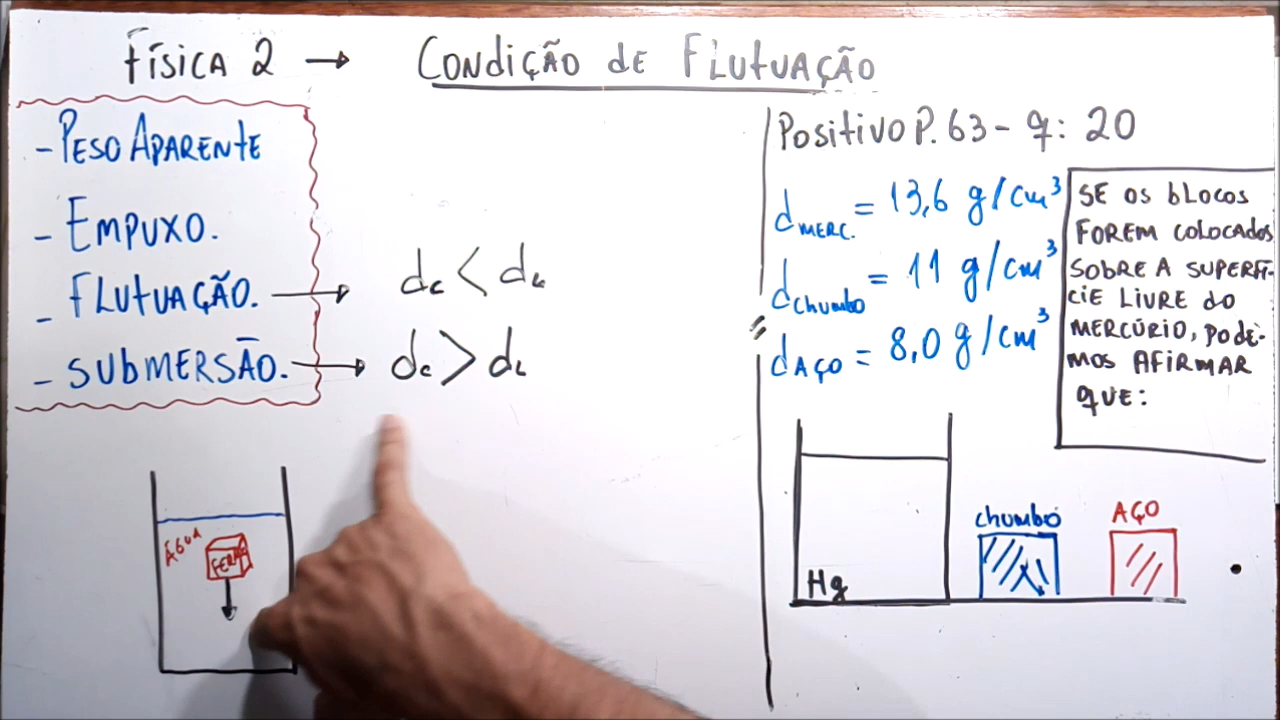 Física 2 → Condição de Flutuação
- Peso Aparente
- Empuxo.
- Flutuação. → dc < dL
- Submersão. → dc > dL
Água
Ferro
Positivo P. 63 - q: 20
dMERC. = 13,6 g/cm³
dChumbo = 11 g/cm³
dAÇO = 8,0 g/cm³
SE OS bLOCOS
FOREM COLOCADOS
SOBRE A SUPERFÍ-
CIE LIVRE DO
MERCÚRIO, PODE-
MOS AFIRMAR
QUE:
Hg
Chumbo
AÇO